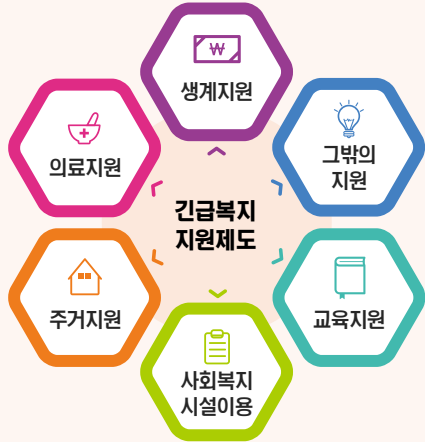 ₩
생계지원
의료지원
그밖의
지원
긴급복지
지원제도
주거지원
교육지원
사회복지
시설이용